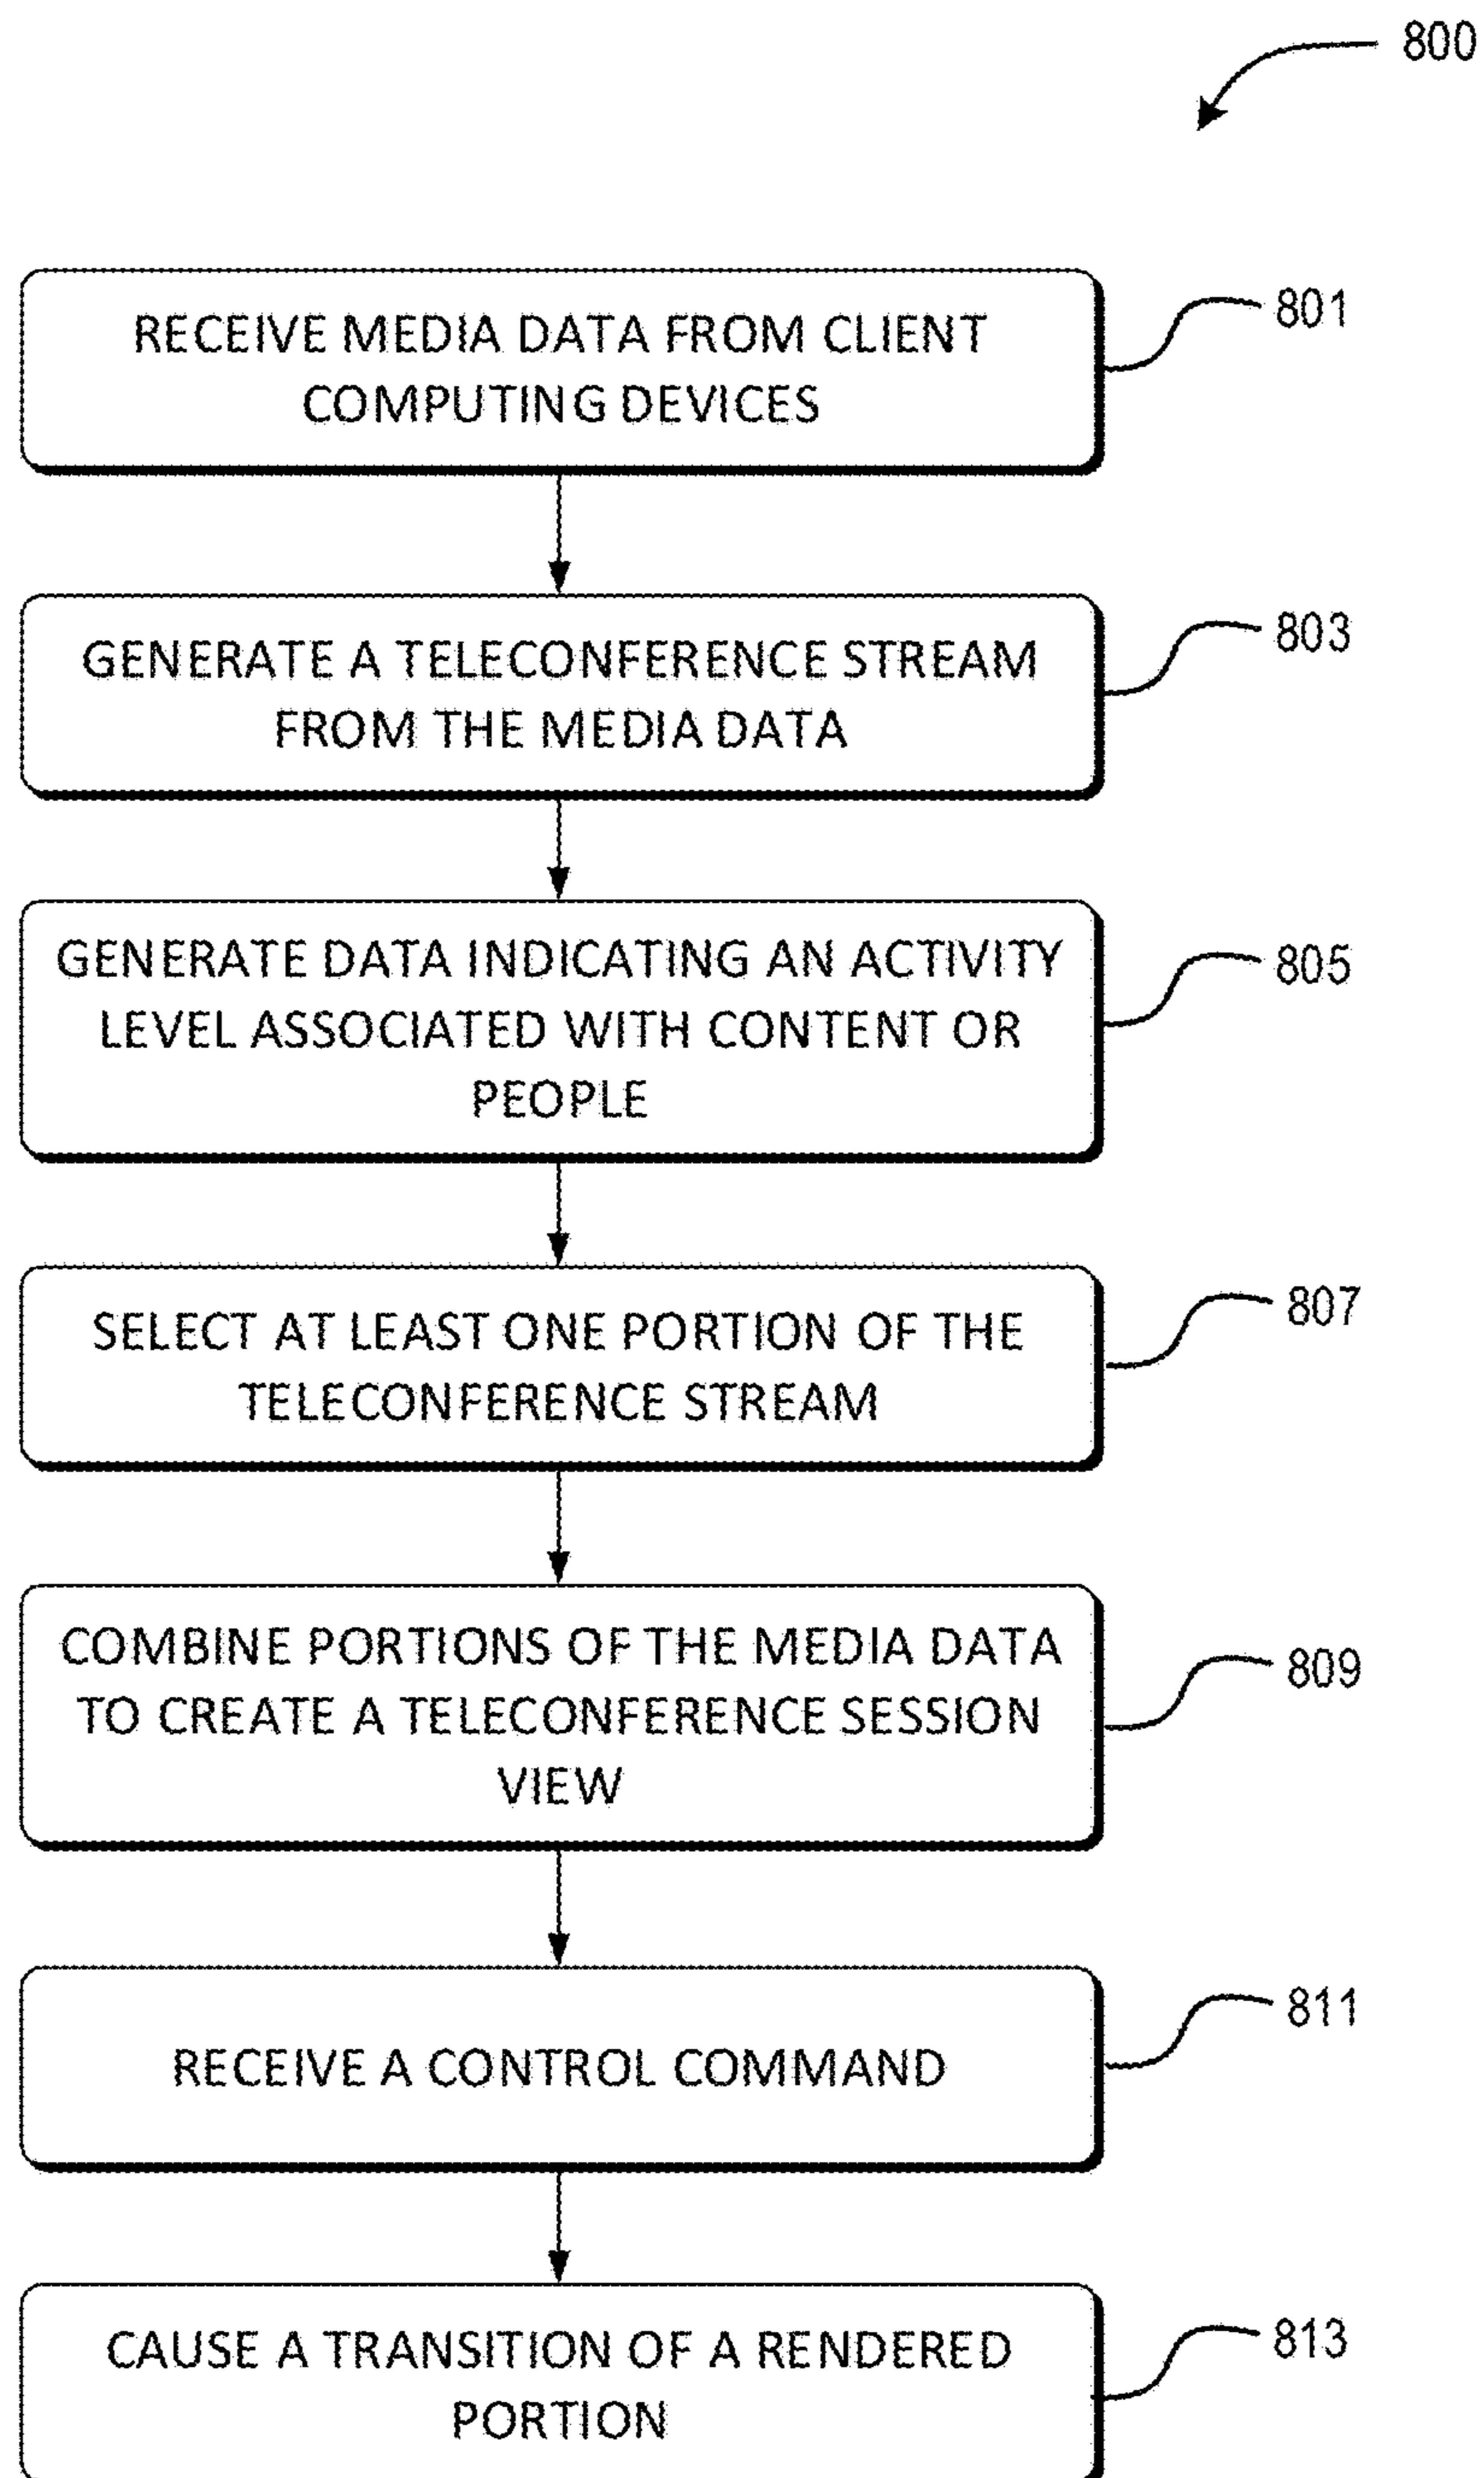 800
RECEIVE MEDIA DATA FROM CLIENT
COMPUTING DEVICES
801
GENERATE A TELECONFERENCE STREAM
FROM THE MEDIA DATA
803
GENERATE DATA INDICATING AN ACTIVITY
LEVEL ASSOCIATED WITH CONTENT OR
PEOPLE
805
SELECT AT LEAST ONE PORTION OF THE
TELECONFERENCE STREAM
807
COMBINE PORTIONS OF THE MEDIA DATA
TO CREATE A TELECONFERENCE SESSION
VIEW
809
RECEIVE A CONTROL COMMAND
811
CAUSE A TRANSITION OF A RENDERED
PORTION
813